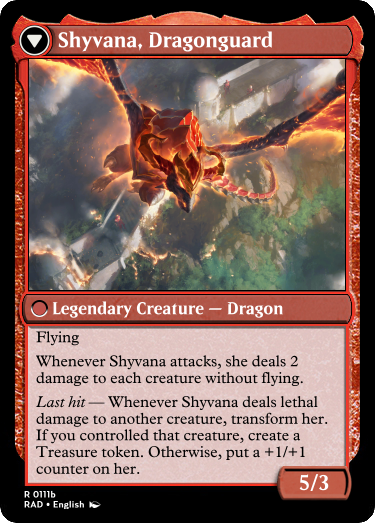 Shyvana, Dragonguard
Legendary Creature — Dragon
Flying
Whenever Shyvana attacks, she deals 2
damage to each creature without flying.
Last hit — Whenever Shyvana deals lethal
damage to another creature, transform her.
If you controlled that creature, create a
Treasure token. Otherwise, put a +1/+1
counter on her.
5/3
R 0111b
RAD • English